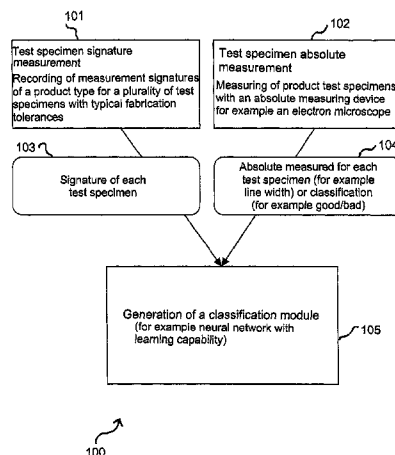 101
102
Test specimen signature
measurement
Recording of measurement signatures
of a product type for a plurality of test
specimens with typical fabrication
tolerances
Test specimen absolute
measurement
Measuring of product test specimens
with an absolute measuring device
for example an electron microscope
103
104
Signature of each
test specimen
Absolute measured for each
test specimen (for example
line width) or classification
(for example good/bad)
Generation of a classification module
(for example neural network with
learning capability)
105
100